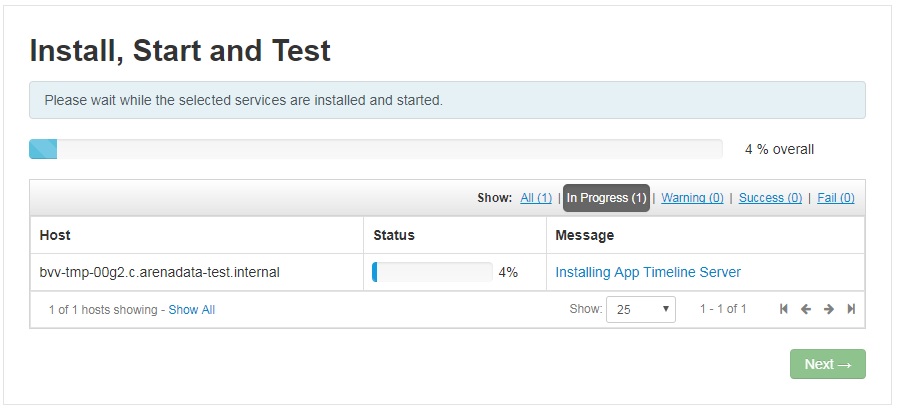 Install, Start and Test
Please wait while the selected services are installed and started.
4 % overall
Show: All (1) | In Progress (1) | Warning (0) | Success (0) | Fail (0)
Host Status Message
bvv-tmp-00g2.c.arenadata-test.internal 4% Installing App Timeline Server
1 of 1 hosts showing - Show All Show: 25 1 - 1 of 1
Next →